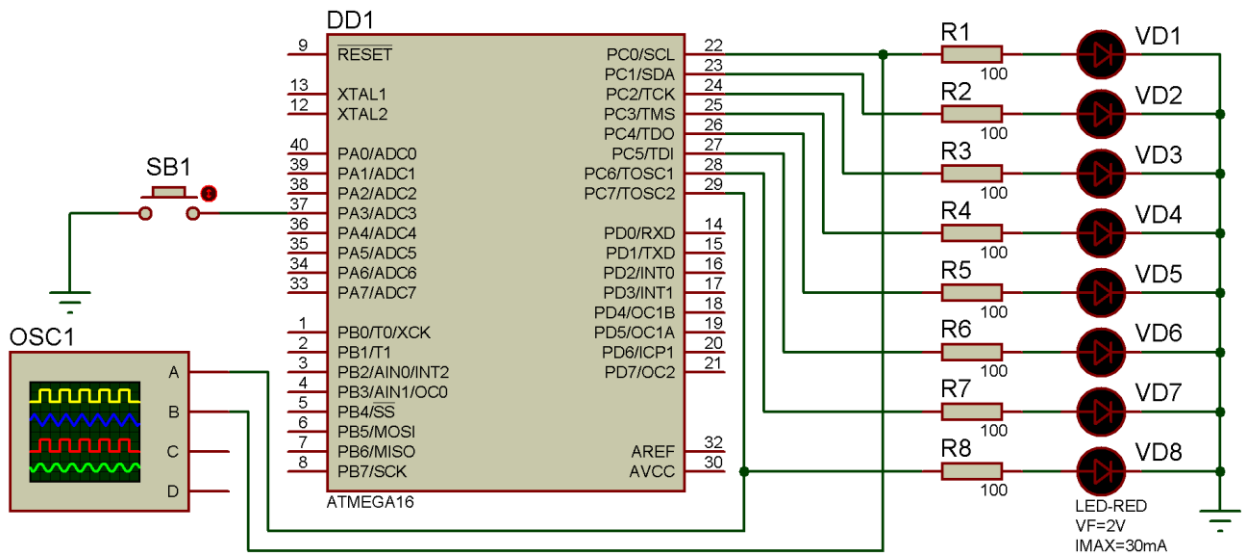 DD1
9 RESET
13 XTAL1
12 XTAL2
40 PA0/ADC0
39 PA1/ADC1
38 PA2/ADC2
37 PA3/ADC3
36 PA4/ADC4
35 PA5/ADC5
34 PA6/ADC6
33 PA7/ADC7
1 PB0/T0/XCK
2 PB1/T1
3 PB2/AIN0/INT2
4 PB3/AIN1/OC0
5 PB4/SS
6 PB5/MOSI
7 PB6/MISO
8 PB7/SCK
PC0/SCL 22
PC1/SDA 23
PC2/TCK 24
PC3/TMS 25
PC4/TDO 26
PC5/TDI 27
PC6/TOSC1 28
PC7/TOSC2 29
PD0/RXD 14
PD1/TXD 15
PD2/INT0 16
PD3/INT1 17
PD4/OC1B 18
PD5/OC1A 19
PD6/ICP1 20
PD7/OC2 21
AREF 32
AVCC 30
ATMEGA16
SB1
OSC1
A
B
C
D
R1
100
VD1
R2
100
VD2
R3
100
VD3
R4
100
VD4
R5
100
VD5
R6
100
VD6
R7
100
VD7
R8
100
VD8
LED-RED
VF=2V
IMAX=30mA